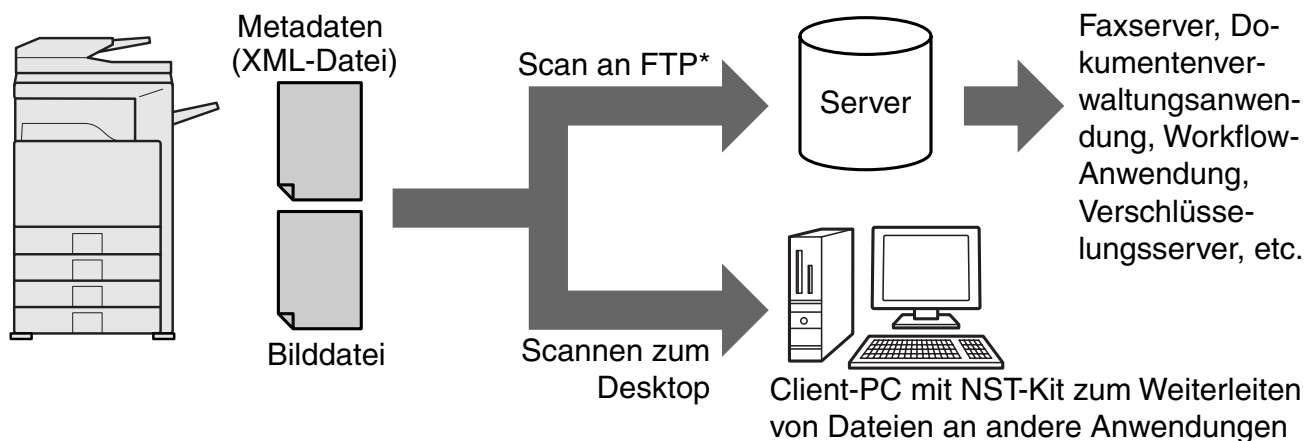 Metadaten
(XML-Datei)
Bilddatei
Scan an FTP*
Scannen zum
Desktop
Server
Faxserver, Do-
kumentenver-
waltungsanwen-
dung, Workflow-
Anwendung,
Verschlüsse-
lungsserver, etc.
Client-PC mit NST-Kit zum Weiterleiten
von Dateien an andere Anwendungen